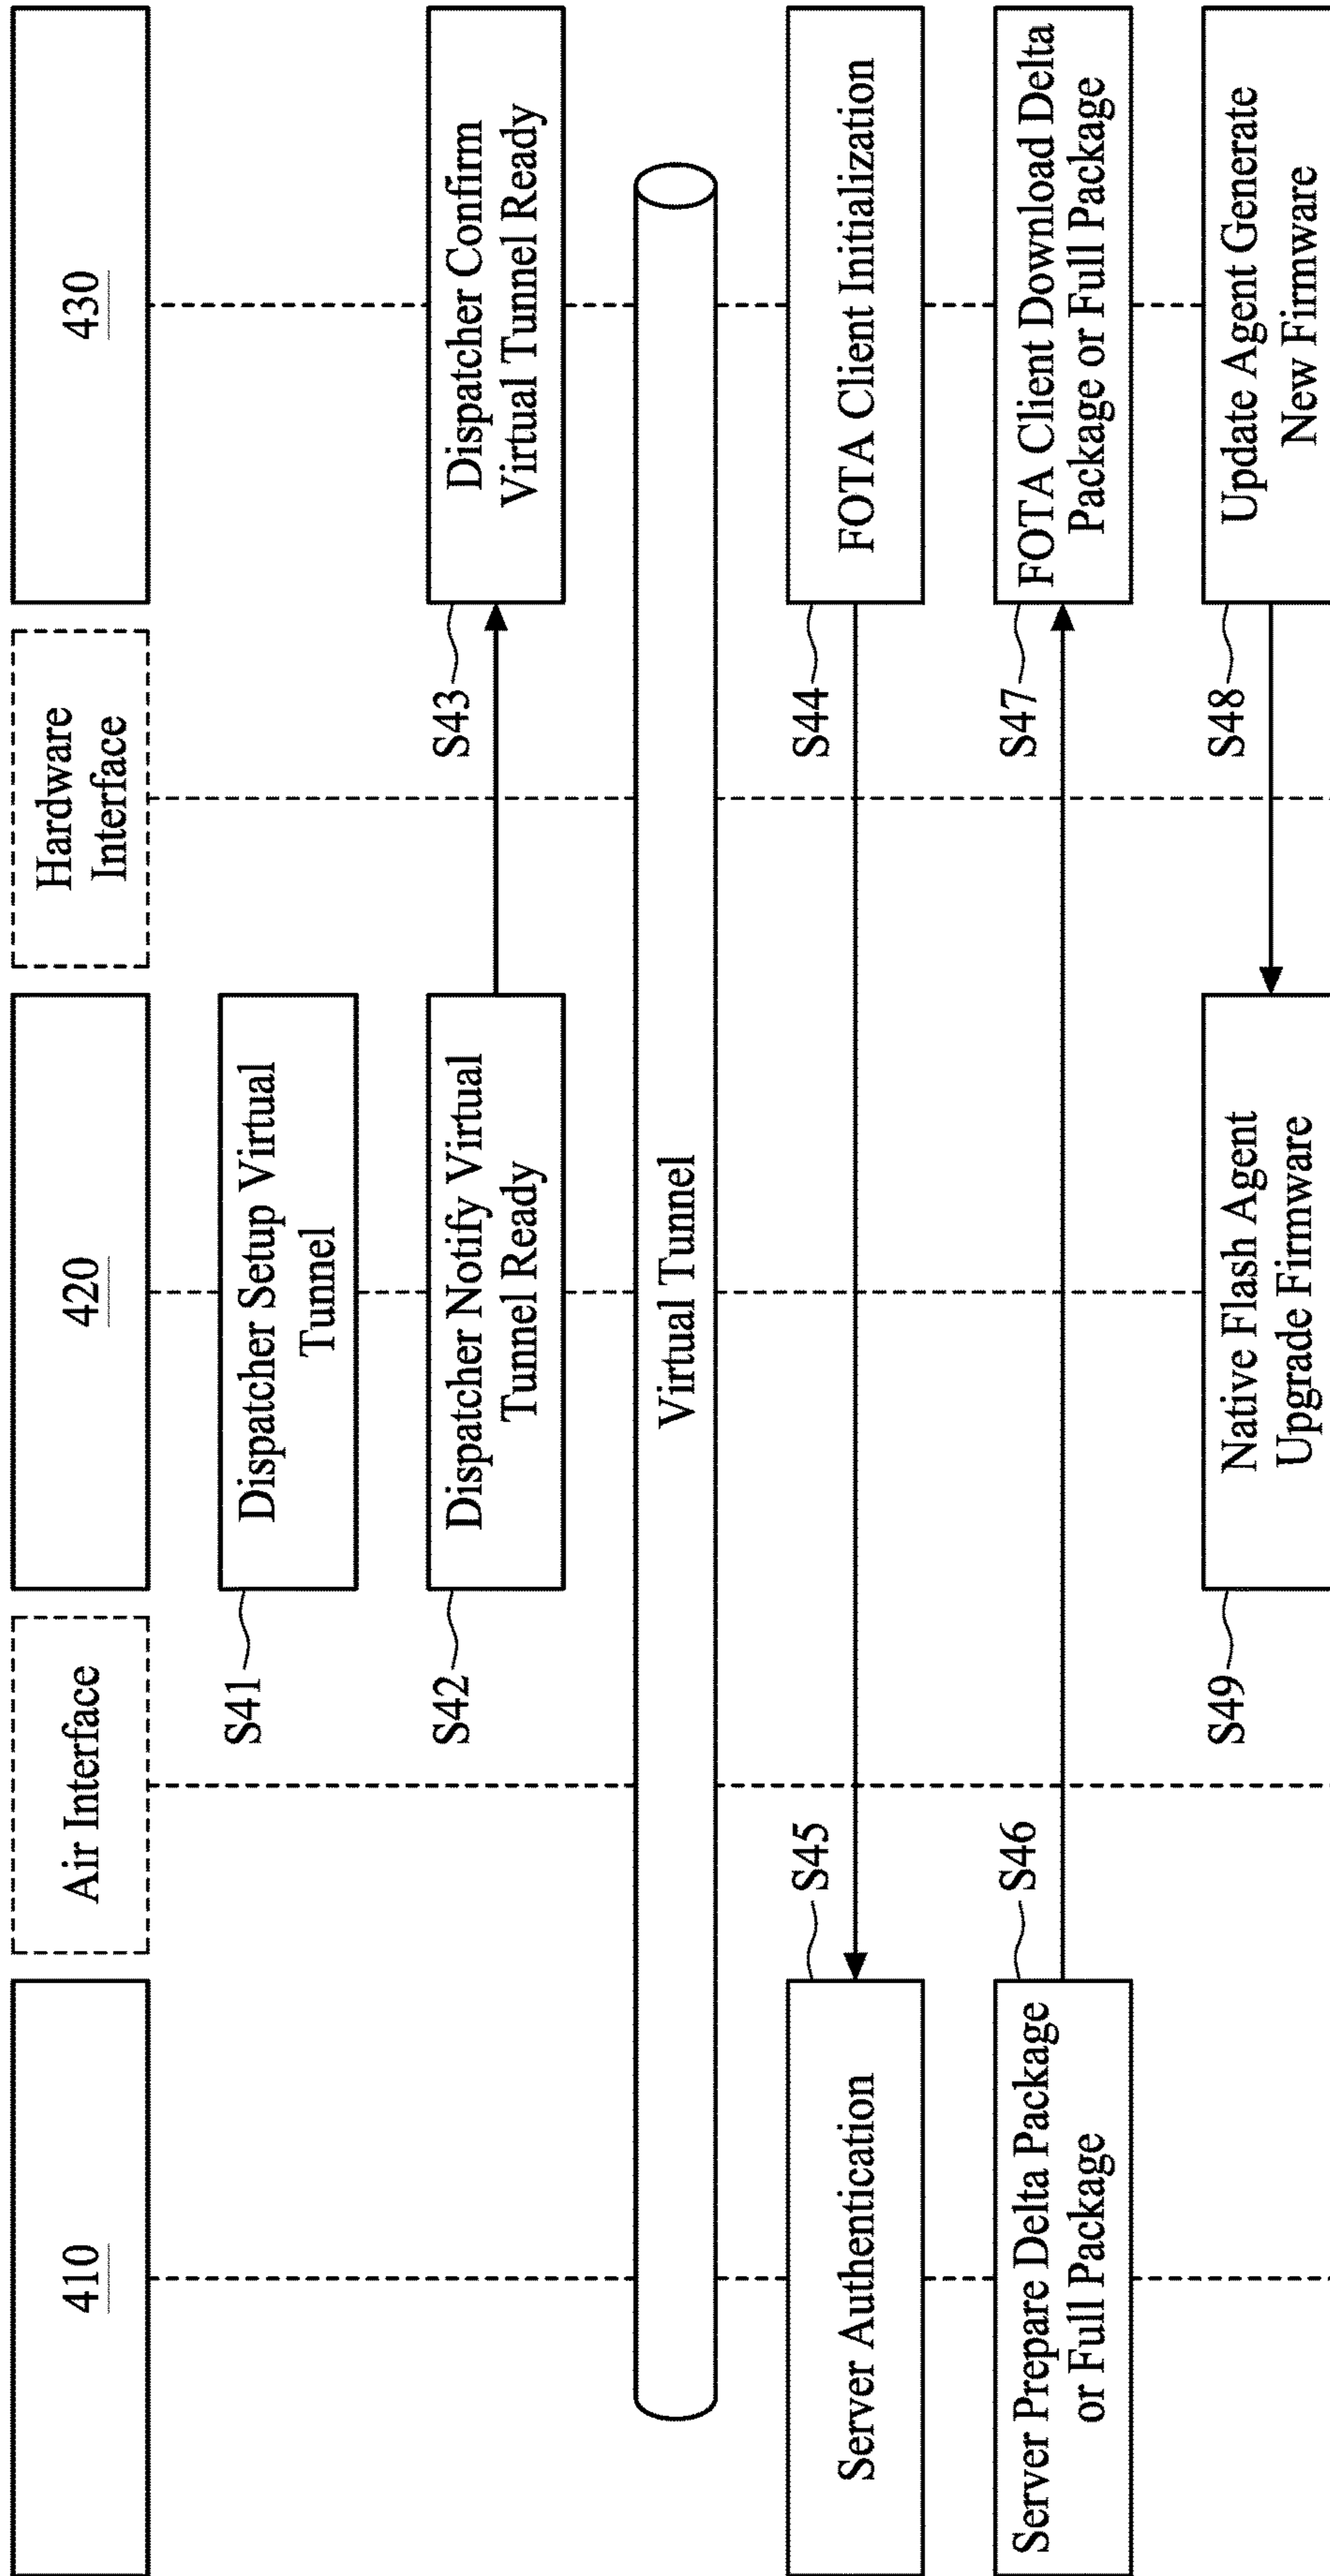 410
Air Interface
420
Hardware
Interface
430
S41
Dispatcher Setup Virtual
Tunnel
S42
Dispatcher Notify Virtual
Tunnel Ready
S43
Dispatcher Confirm
Virtual Tunnel Ready
Virtual Tunnel
Server Authentication
S45
S44
FOTA Client Initialization
Server Prepare Delta Package
or Full Package
S46
S47
FOTA Client Download Delta
Package or Full Package
S49
Native Flash Agent
Upgrade Firmware
S48
Update Agent Generate
New Firmware